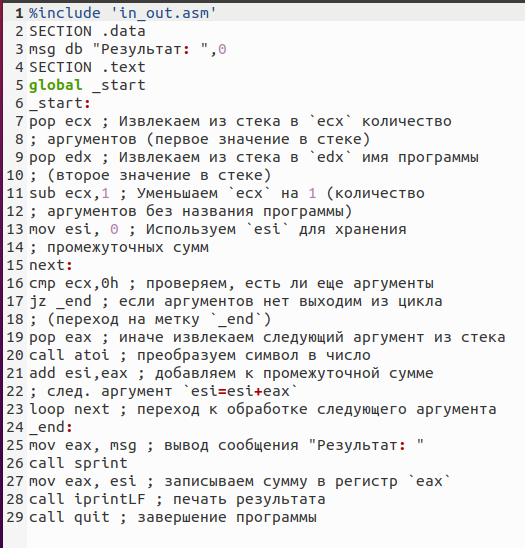 1 %include 'in_out.asm'
2 SECTION .data
3 msg db "Результат: ",0
4 SECTION .text
5 global _start
6 _start:
7 pop ecx ; Извлекаем из стека в `ecx` количество
8 ; аргументов (первое значение в стеке)
9 pop edx ; Извлекаем из стека в `edx` имя программы
10 ; (второе значение в стеке)
11 sub ecx,1 ; Уменьшаем `ecx` на 1 (количество
12 ; аргументов без названия программы)
13 mov esi, 0 ; Используем `esi` для хранения
14 ; промежуточных сумм
15 next:
16 cmp ecx,0h ; проверяем, есть ли еще аргументы
17 jz _end ; если аргументов нет выходим из цикла
18 ; (переход на метку `_end`)
19 pop eax ; иначе извлекаем следующий аргумент из стека
20 call atoi ; преобразуем символ в число
21 add esi,eax ; добавляем к промежуточной сумме
22 ; след. аргумент `esi=esi+eax`
23 loop next ; переход к обработке следующего аргумента
24 _end:
25 mov eax, msg ; вывод сообщения "Результат: "
26 call sprint
27 mov eax, esi ; записываем сумму в регистр `eax`
28 call iprintLF ; печать результата
29 call quit ; завершение программы